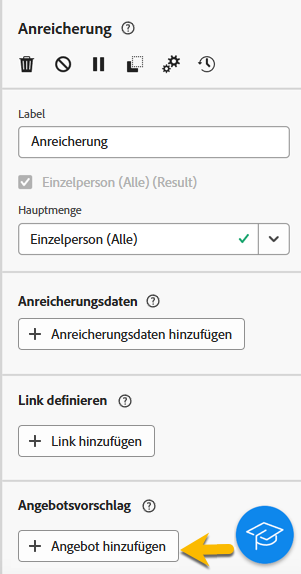 Anreicherung
Label
Anreicherung
Einzelperson (Alle) (Result)
Hauptmenge
Einzelperson (Alle)
Anreicherungsdaten
+ Anreicherungsdaten hinzufügen
Link definieren
+ Link hinzufügen
Angebotsvorschlag
+ Angebot hinzufügen